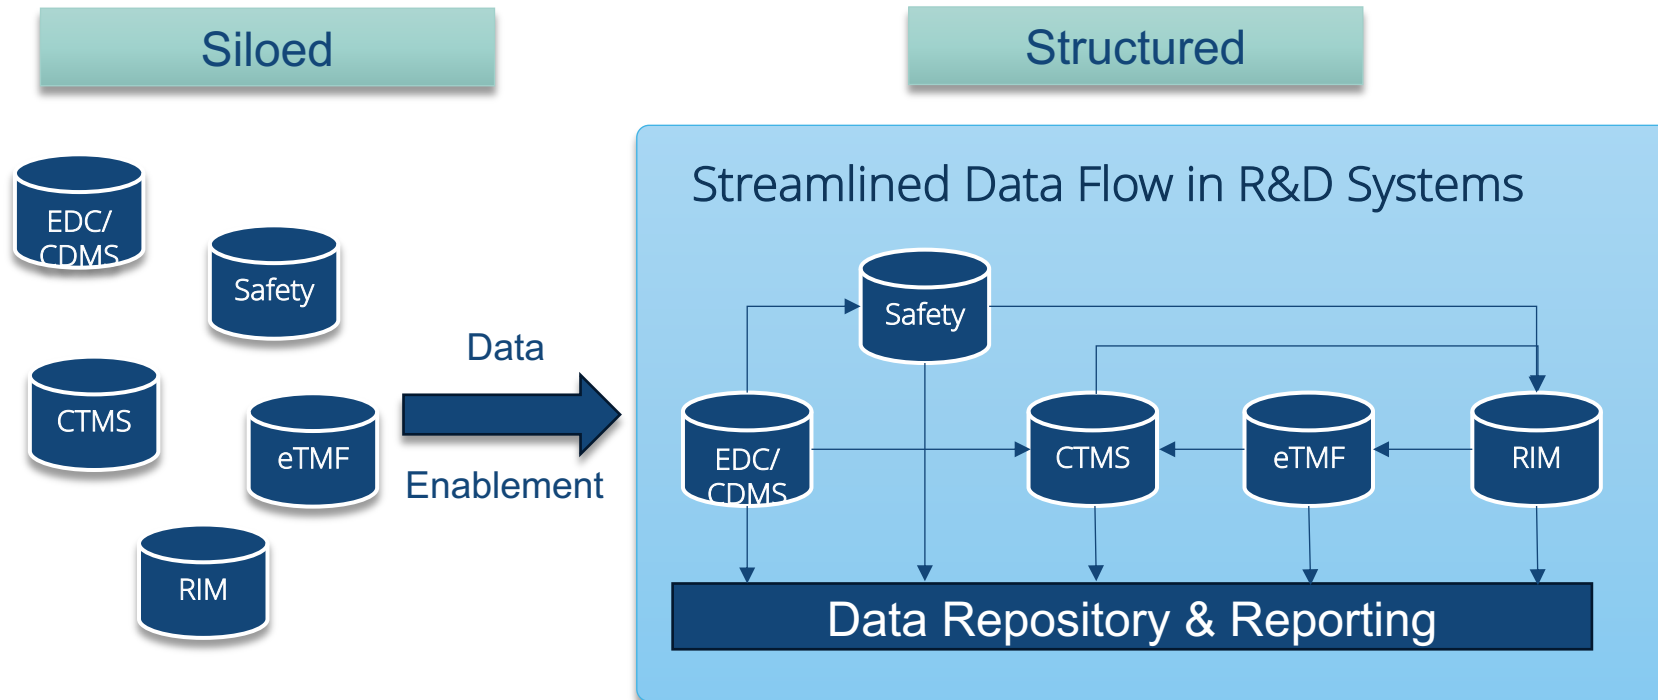 Siloed
Structured
EDC/
CDMS
Safety
CTMS
eTMF
RIM
Data
Enablement
Streamlined Data Flow in R&D Systems
Safety
EDC/
CDMS
CTMS
eTMF
RIM
Data Repository & Reporting